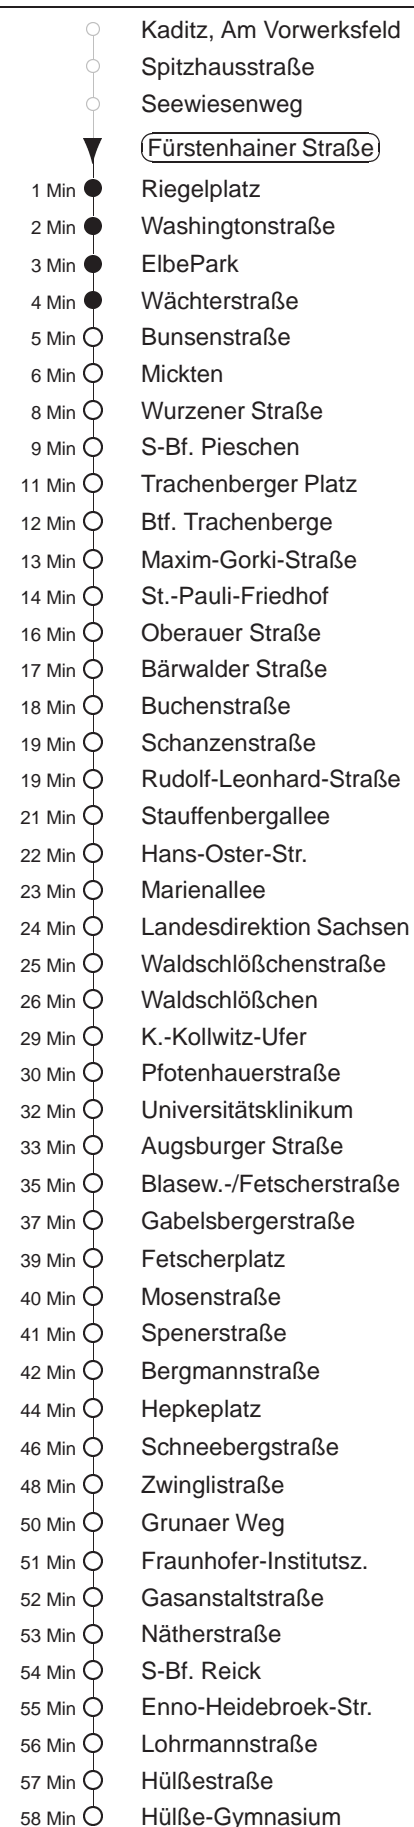 Kaditz, Am Vorwerksfeld
Spitzhausstraße
Seewiesenweg
Fürstenhainer Straße
1 Min Riegelplatz
2 Min Washingtonstraße
3 Min ElbePark
4 Min Wächterstraße
5 Min Bunsenstraße
6 Min Mickten
8 Min Wurzener Straße
9 Min S-Bf. Pieschen
11 Min Trachenberger Platz
12 Min Btf. Trachenberge
13 Min Maxim-Gorki-Straße
14 Min St.-Pauli-Friedhof
16 Min Oberauer Straße
17 Min Bärwalder Straße
18 Min Buchenstraße
19 Min Schanzenstraße
19 Min Rudolf-Leonhard-Straße
21 Min Stauffenbergallee
22 Min Hans-Oster-Str.
23 Min Marienallee
24 Min Landesdirektion Sachsen
25 Min Waldschlößchenstraße
26 Min Waldschlößchen
29 Min K.-Kollwitz-Ufer
30 Min Pfotenhauerstraße
32 Min Universitätsklinikum
33 Min Augsburger Straße
35 Min Blasew.-/Fetscherstraße
37 Min Gabelsbergerstraße
39 Min Fetscherplatz
40 Min Mosenstraße
41 Min Spenerstraße
42 Min Bergmannstraße
44 Min Hepkeplatz
46 Min Schneebergstraße
48 Min Zwinglistraße
50 Min Grunaer Weg
51 Min Fraunhofer-Institutsz.
52 Min Gasanstaltstraße
53 Min Nätherstraße
54 Min S-Bf. Reick
55 Min Enno-Heidebroek-Str.
56 Min Lohrmannstraße
57 Min Hülßestraße
58 Min Hülße-Gymnasium